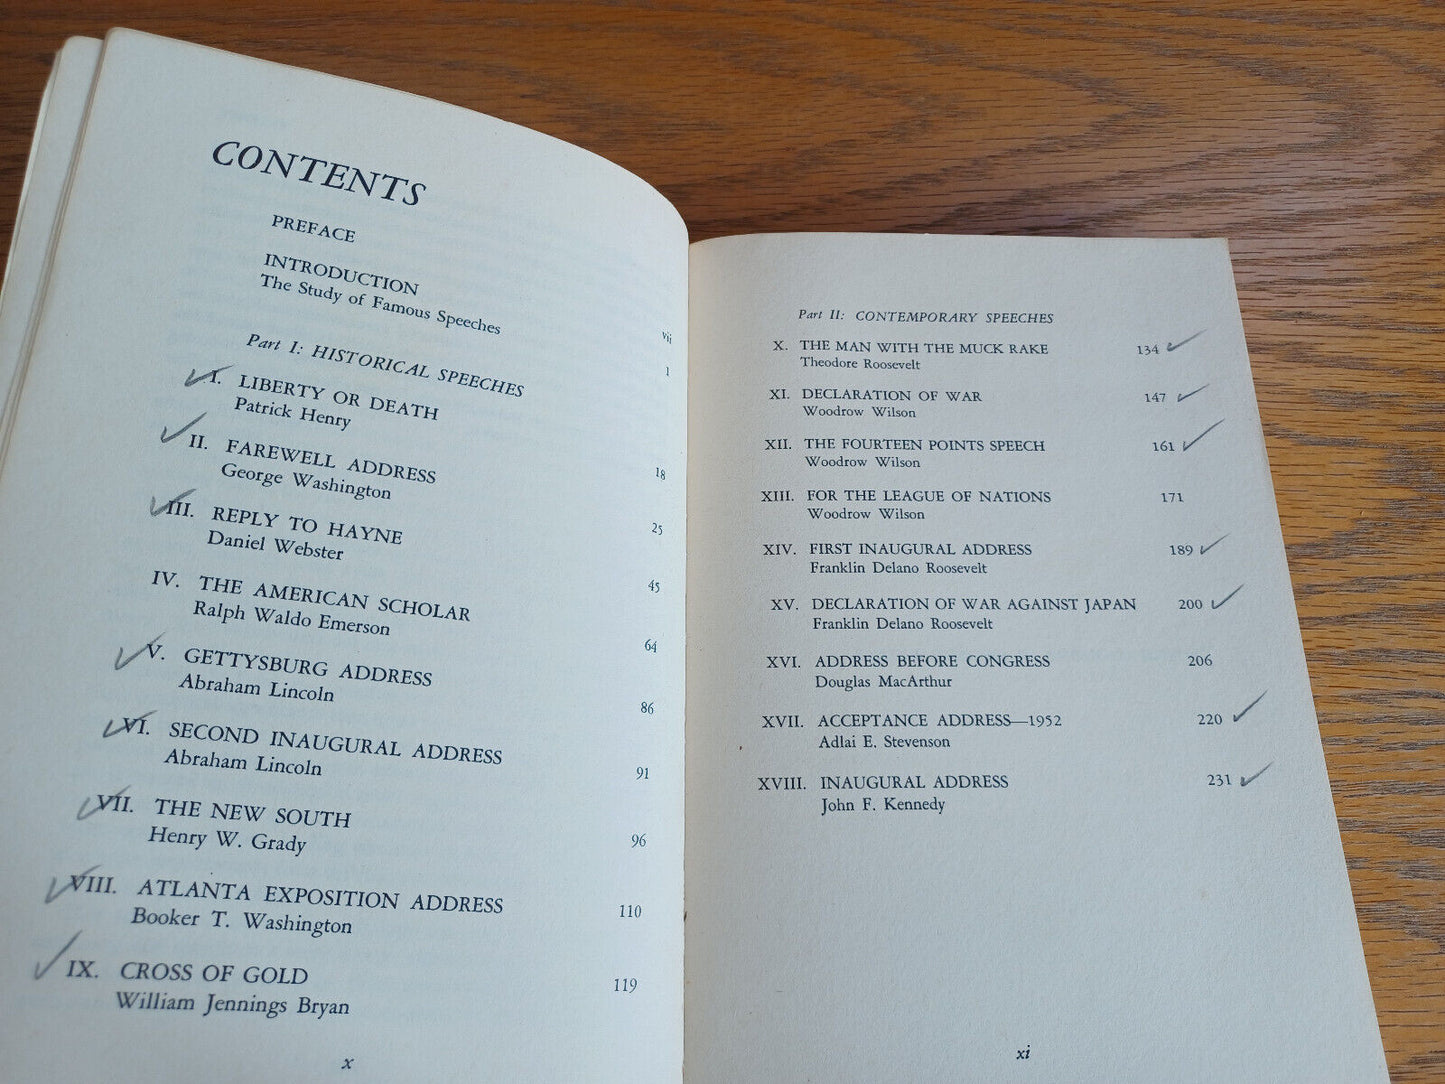 CONTENTS
PREFACE vii
INTRODUCTION
The Study of Famous Speeches 1
Part I: HISTORICAL SPEECHES
I. LIBERTY OR DEATH 18
Patrick Henry
II. FAREWELL ADDRESS 25
George Washington
III. REPLY TO HAYNE 45
Daniel Webster
IV. THE AMERICAN SCHOLAR 64
Ralph Waldo Emerson
V. GETTYSBURG ADDRESS 86
Abraham Lincoln
VI. SECOND INAUGURAL ADDRESS 91
Abraham Lincoln
VII. THE NEW SOUTH 96
Henry W. Grady
VIII. ATLANTA EXPOSITION ADDRESS 110
Booker T. Washington
IX. CROSS OF GOLD 119
William Jennings Bryan
x
Part II: CONTEMPORARY SPEECHES
X. THE MAN WITH THE MUCK RAKE 134
Theodore Roosevelt
XI. DECLARATION OF WAR 147
Woodrow Wilson
XII. THE FOURTEEN POINTS SPEECH 161
Woodrow Wilson
XIII. FOR THE LEAGUE OF NATIONS 171
Woodrow Wilson
XIV. FIRST INAUGURAL ADDRESS 189
Franklin Delano Roosevelt
XV. DECLARATION OF WAR AGAINST JAPAN 200
Franklin Delano Roosevelt
XVI. ADDRESS BEFORE CONGRESS 206
Douglas MacArthur
XVII. ACCEPTANCE ADDRESS—1952 220
Adlai E. Stevenson
XVIII. INAUGURAL ADDRESS 231
John F. Kennedy
xi